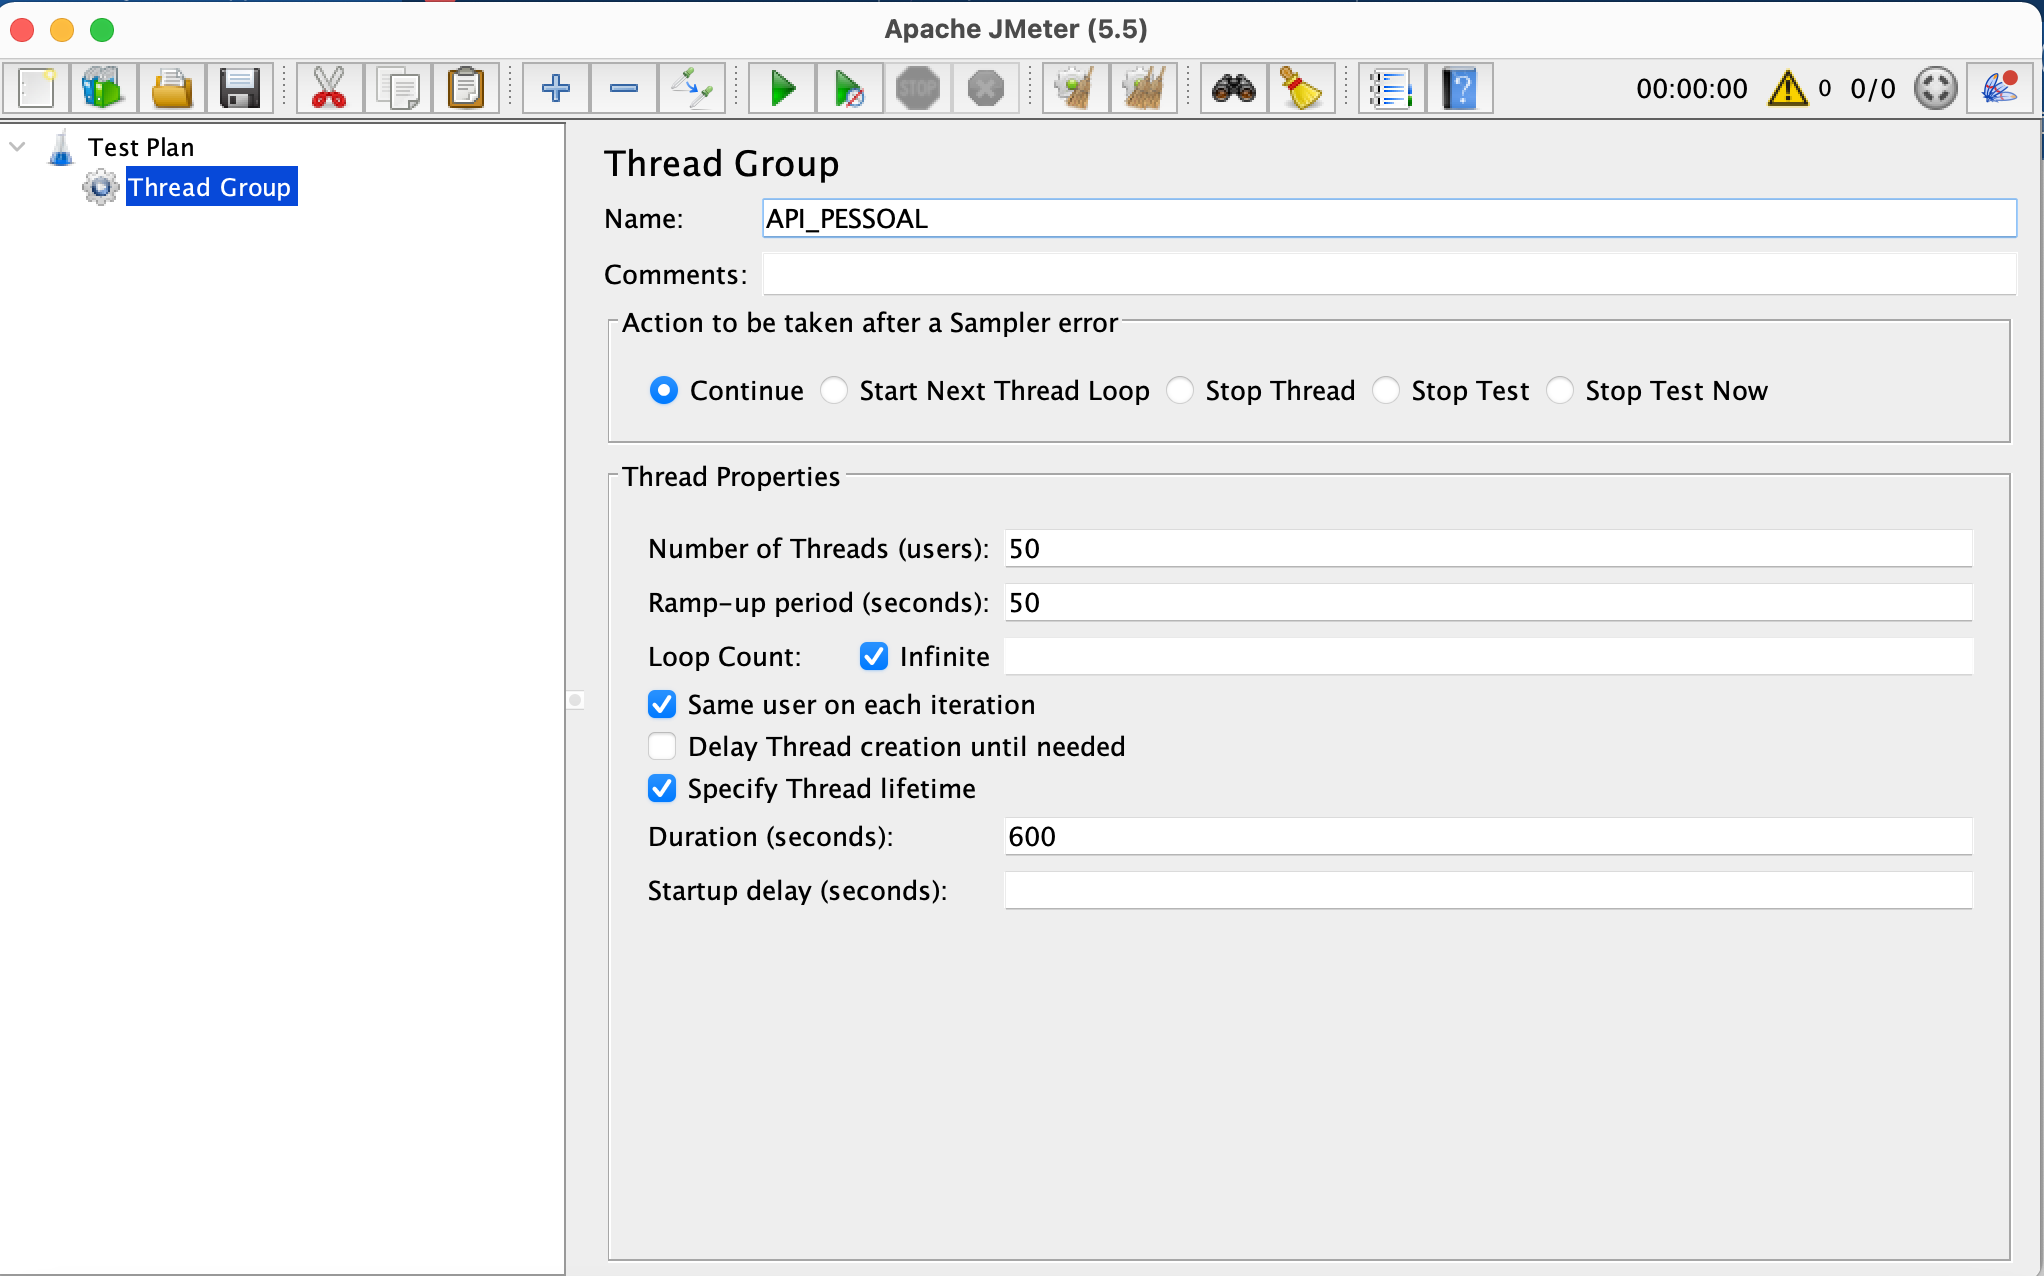 Apache JMeter (5.5)
STOP
00:00:00 0 0/0
Test Plan
Thread Group
Thread Group
Name: API_PESSOAL
Comments:
Action to be taken after a Sampler error
Continue Start Next Thread Loop Stop Thread Stop Test Stop Test Now
Thread Properties
Number of Threads (users): 50
Ramp-up period (seconds): 50
Loop Count: Infinite
Same user on each iteration
Delay Thread creation until needed
Specify Thread lifetime
Duration (seconds): 600
Startup delay (seconds):